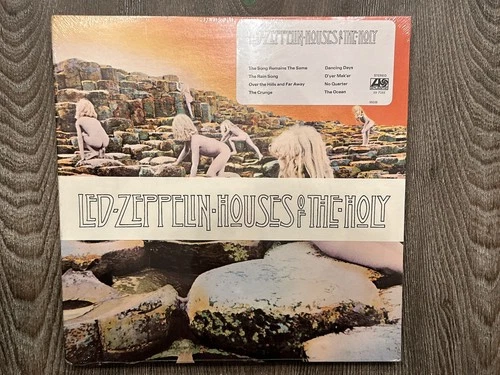 LED-ZEPPELIN·HOUSES OF THE·HOLY
The Song Remains The Same
The Rain Song
Over the Hills and Far Away
The Crunge
Dancing Days
D'yer Mak'er
No Quarter
The Ocean
STEREO
ATLANTIC
LED-ZEPPELIN·HOUSES OF THE·HOLY